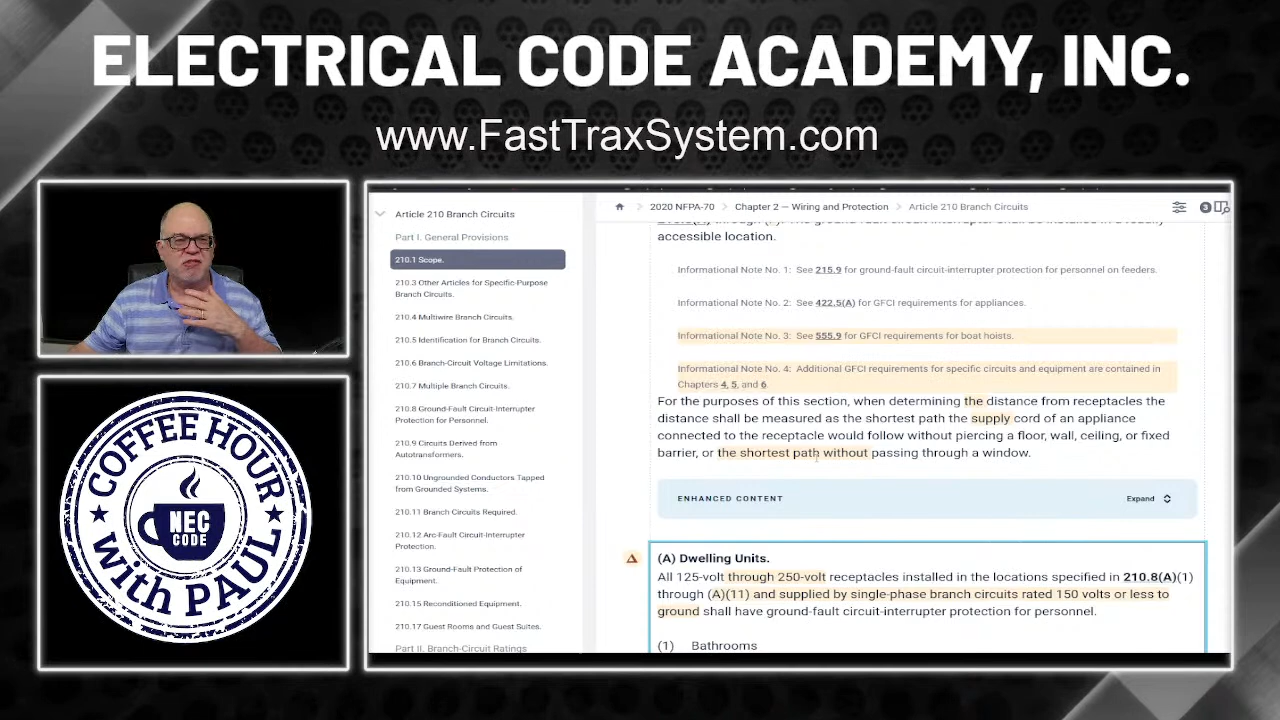 ELECTRICAL CODE ACADEMY, INC.
www.FastTraxSystem.com
Article 210 Branch Circuits
Part I. General Provisions
210.1 Scope.
210.3 Other Articles for Specific-Purpose
Branch Circuits.
210.4 Multiwire Branch Circuits.
210.5 Identification for Branch Circuits.
210.6 Branch-Circuit Voltage Limitations.
210.7 Multiple Branch Circuits.
210.8 Ground-Fault Circuit-Interrupter
Protection for Personnel.
210.9 Circuits Derived from
Autotransformers.
210.10 Ungrounded Conductors Tapped
from Grounded Systems.
210.11 Branch Circuits Required.
210.12 Arc-Fault Circuit-Interrupter
Protection.
210.13 Ground-Fault Protection of
Equipment.
210.15 Reconditioned Equipment.
210.17 Guest Rooms and Guest Suites.
Part II. Branch-Circuit Ratings
2020 NFPA-70 > Chapter 2 — Wiring and Protection > Article 210 Branch Circuits
3
accessible location.
Informational Note No. 1: See 215.9 for ground-fault circuit-interrupter protection for personnel on feeders.
Informational Note No. 2: See 422.5(A) for GFCI requirements for appliances.
Informational Note No. 3: See 555.9 for GFCI requirements for boat hoists.
Informational Note No. 4: Additional GFCI requirements for specific circuits and equipment are contained in
Chapters 4, 5, and 6.
For the purposes of this section, when determining the distance from receptacles the
distance shall be measured as the shortest path the supply cord of an appliance
connected to the receptacle would follow without piercing a floor, wall, ceiling, or fixed
barrier, or the shortest path without passing through a window.
ENHANCED CONTENT
Expand
(A) Dwelling Units.
All 125-volt through 250-volt receptacles installed in the locations specified in 210.8(A)(1)
through (A)(11) and supplied by single-phase branch circuits rated 150 volts or less to
ground shall have ground-fault circuit-interrupter protection for personnel.
(1) Bathrooms
COFFEE HOUR
NEC
CODE
with PAUL